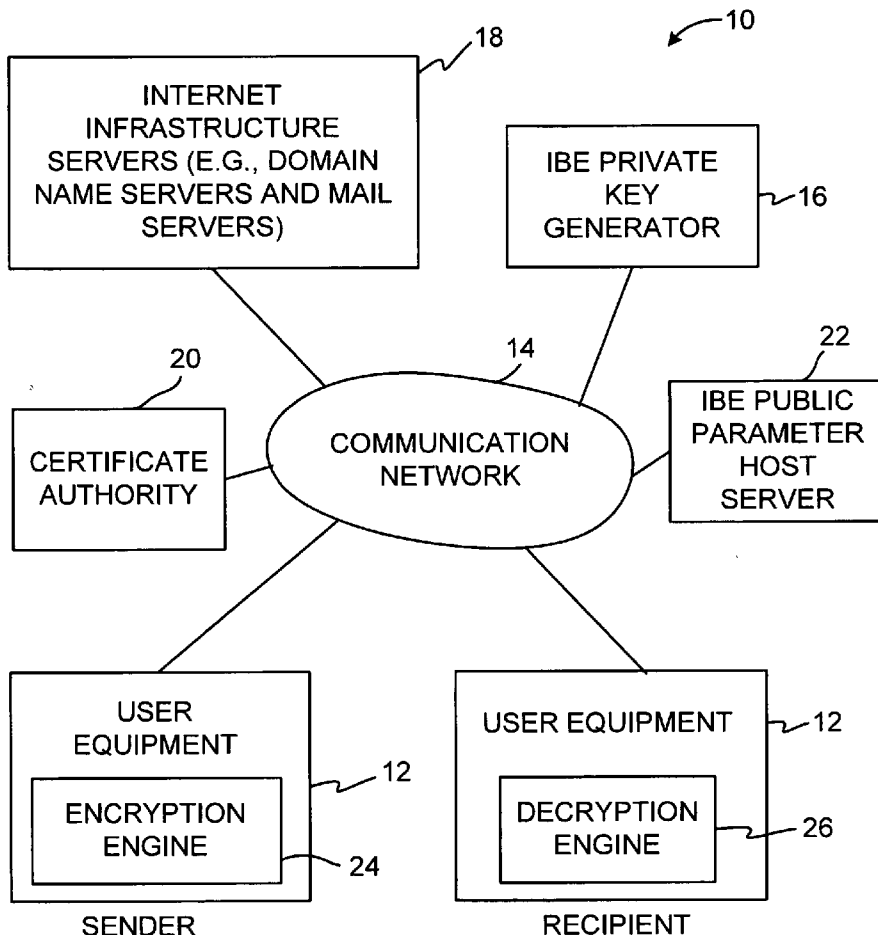 10
18
INTERNET
INFRASTRUCTURE
SERVERS (E.G., DOMAIN
NAME SERVERS AND MAIL
SERVERS)
IBE PRIVATE
KEY
GENERATOR
16
14
COMMUNICATION
NETWORK
20
CERTIFICATE
AUTHORITY
22
IBE PUBLIC
PARAMETER
HOST
SERVER
USER
EQUIPMENT
12
ENCRYPTION
ENGINE
24
SENDER
USER EQUIPMENT
12
DECRYPTION
ENGINE
26
RECIPIENT